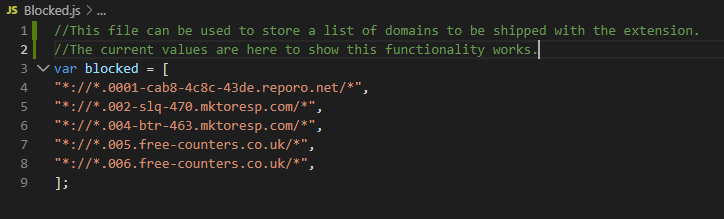 JS Blocked.js > ...
1 //This file can be used to store a list of domains to be shipped with the extension.
2 //The current values are here to show this functionality works.
3 var blocked = [
4 "*://*.0001-cab8-4c8c-43de.reporo.net/*",
5 "*://*.002-slq-470.mktoresp.com/*",
6 "*://*.004-btr-463.mktoresp.com/*",
7 "*://*.005.free-counters.co.uk/*",
8 "*://*.006.free-counters.co.uk/*",
9 ];